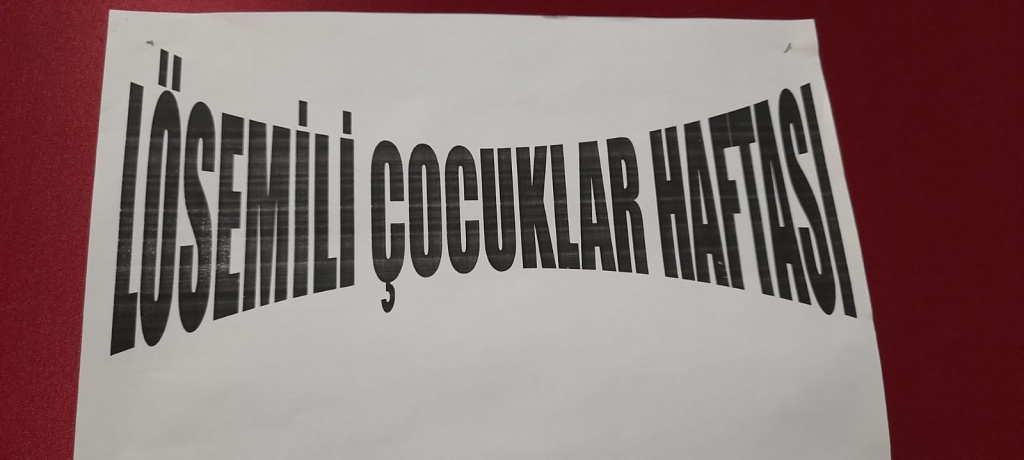 LÖSEMİLİ ÇOCUKLAR HAFTASI